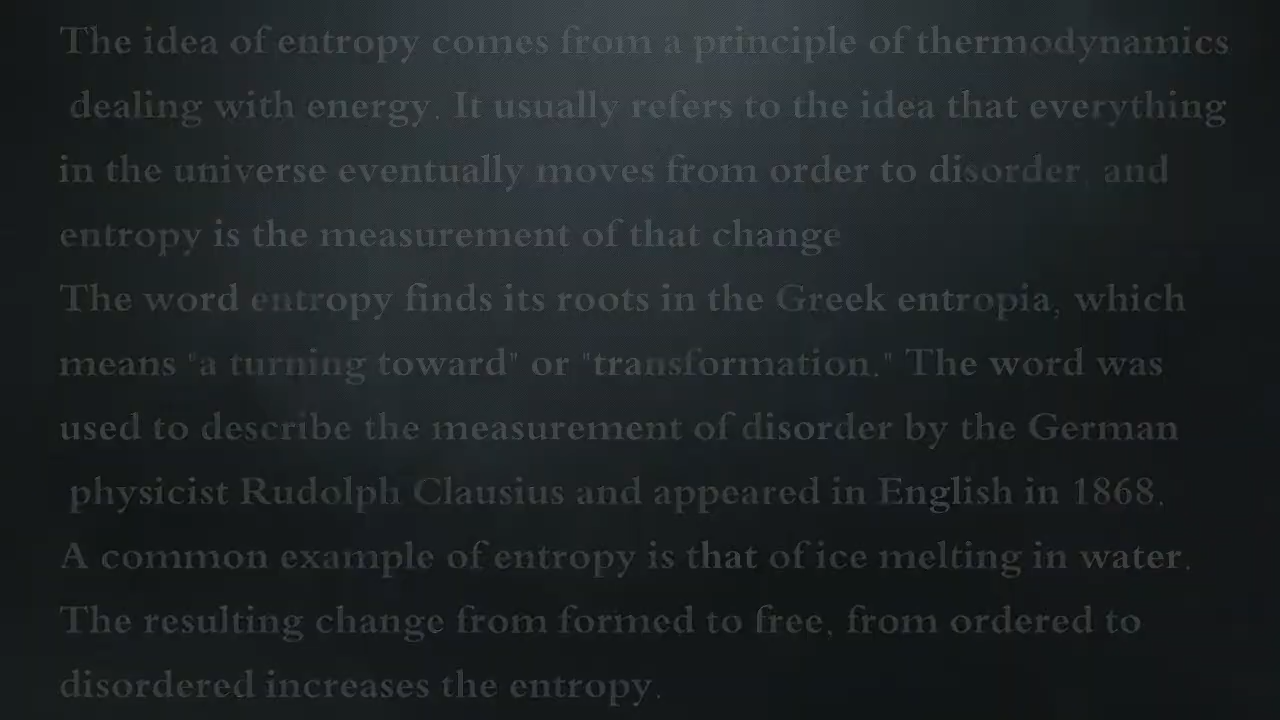 The idea of entropy comes from a principle of thermodynamics
dealing with energy. It usually refers to the idea that everything
in the universe eventually moves from order to disorder, and
entropy is the measurement of that change
The word entropy finds its roots in the Greek entropia, which
means "a turning toward" or "transformation." The word was
used to describe the measurement of disorder by the German
physicist Rudolph Clausius and appeared in English in 1868.
A common example of entropy is that of ice melting in water.
The resulting change from formed to free, from ordered to
disordered increases the entropy.